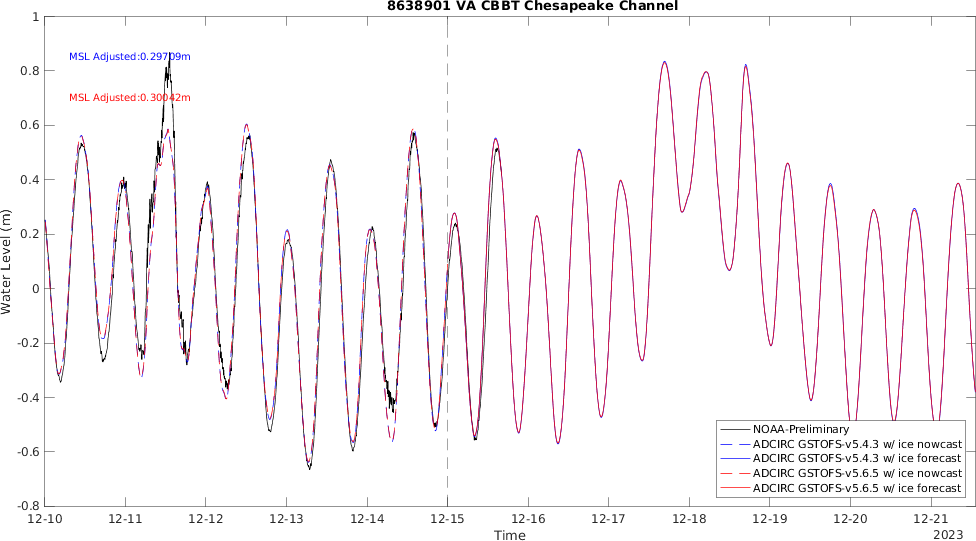 8638901 VA CBBT Chesapeake Channel
1
0.8
0.6
0.4
0.2
0
-0.2
-0.4
-0.6
-0.8
Water Level (m)
MSL Adjusted:0.29709m
MSL Adjusted:0.30042m
NOAA-Preliminary
ADCIRC GSTOFS-v5.4.3 w/ ice nowcast
ADCIRC GSTOFS-v5.4.3 w/ ice forecast
ADCIRC GSTOFS-v5.6.5 w/ ice nowcast
ADCIRC GSTOFS-v5.6.5 w/ ice forecast
12-10 12-11 12-12 12-13 12-14 12-15 12-16 12-17 12-18 12-19 12-20 12-21
Time
2023